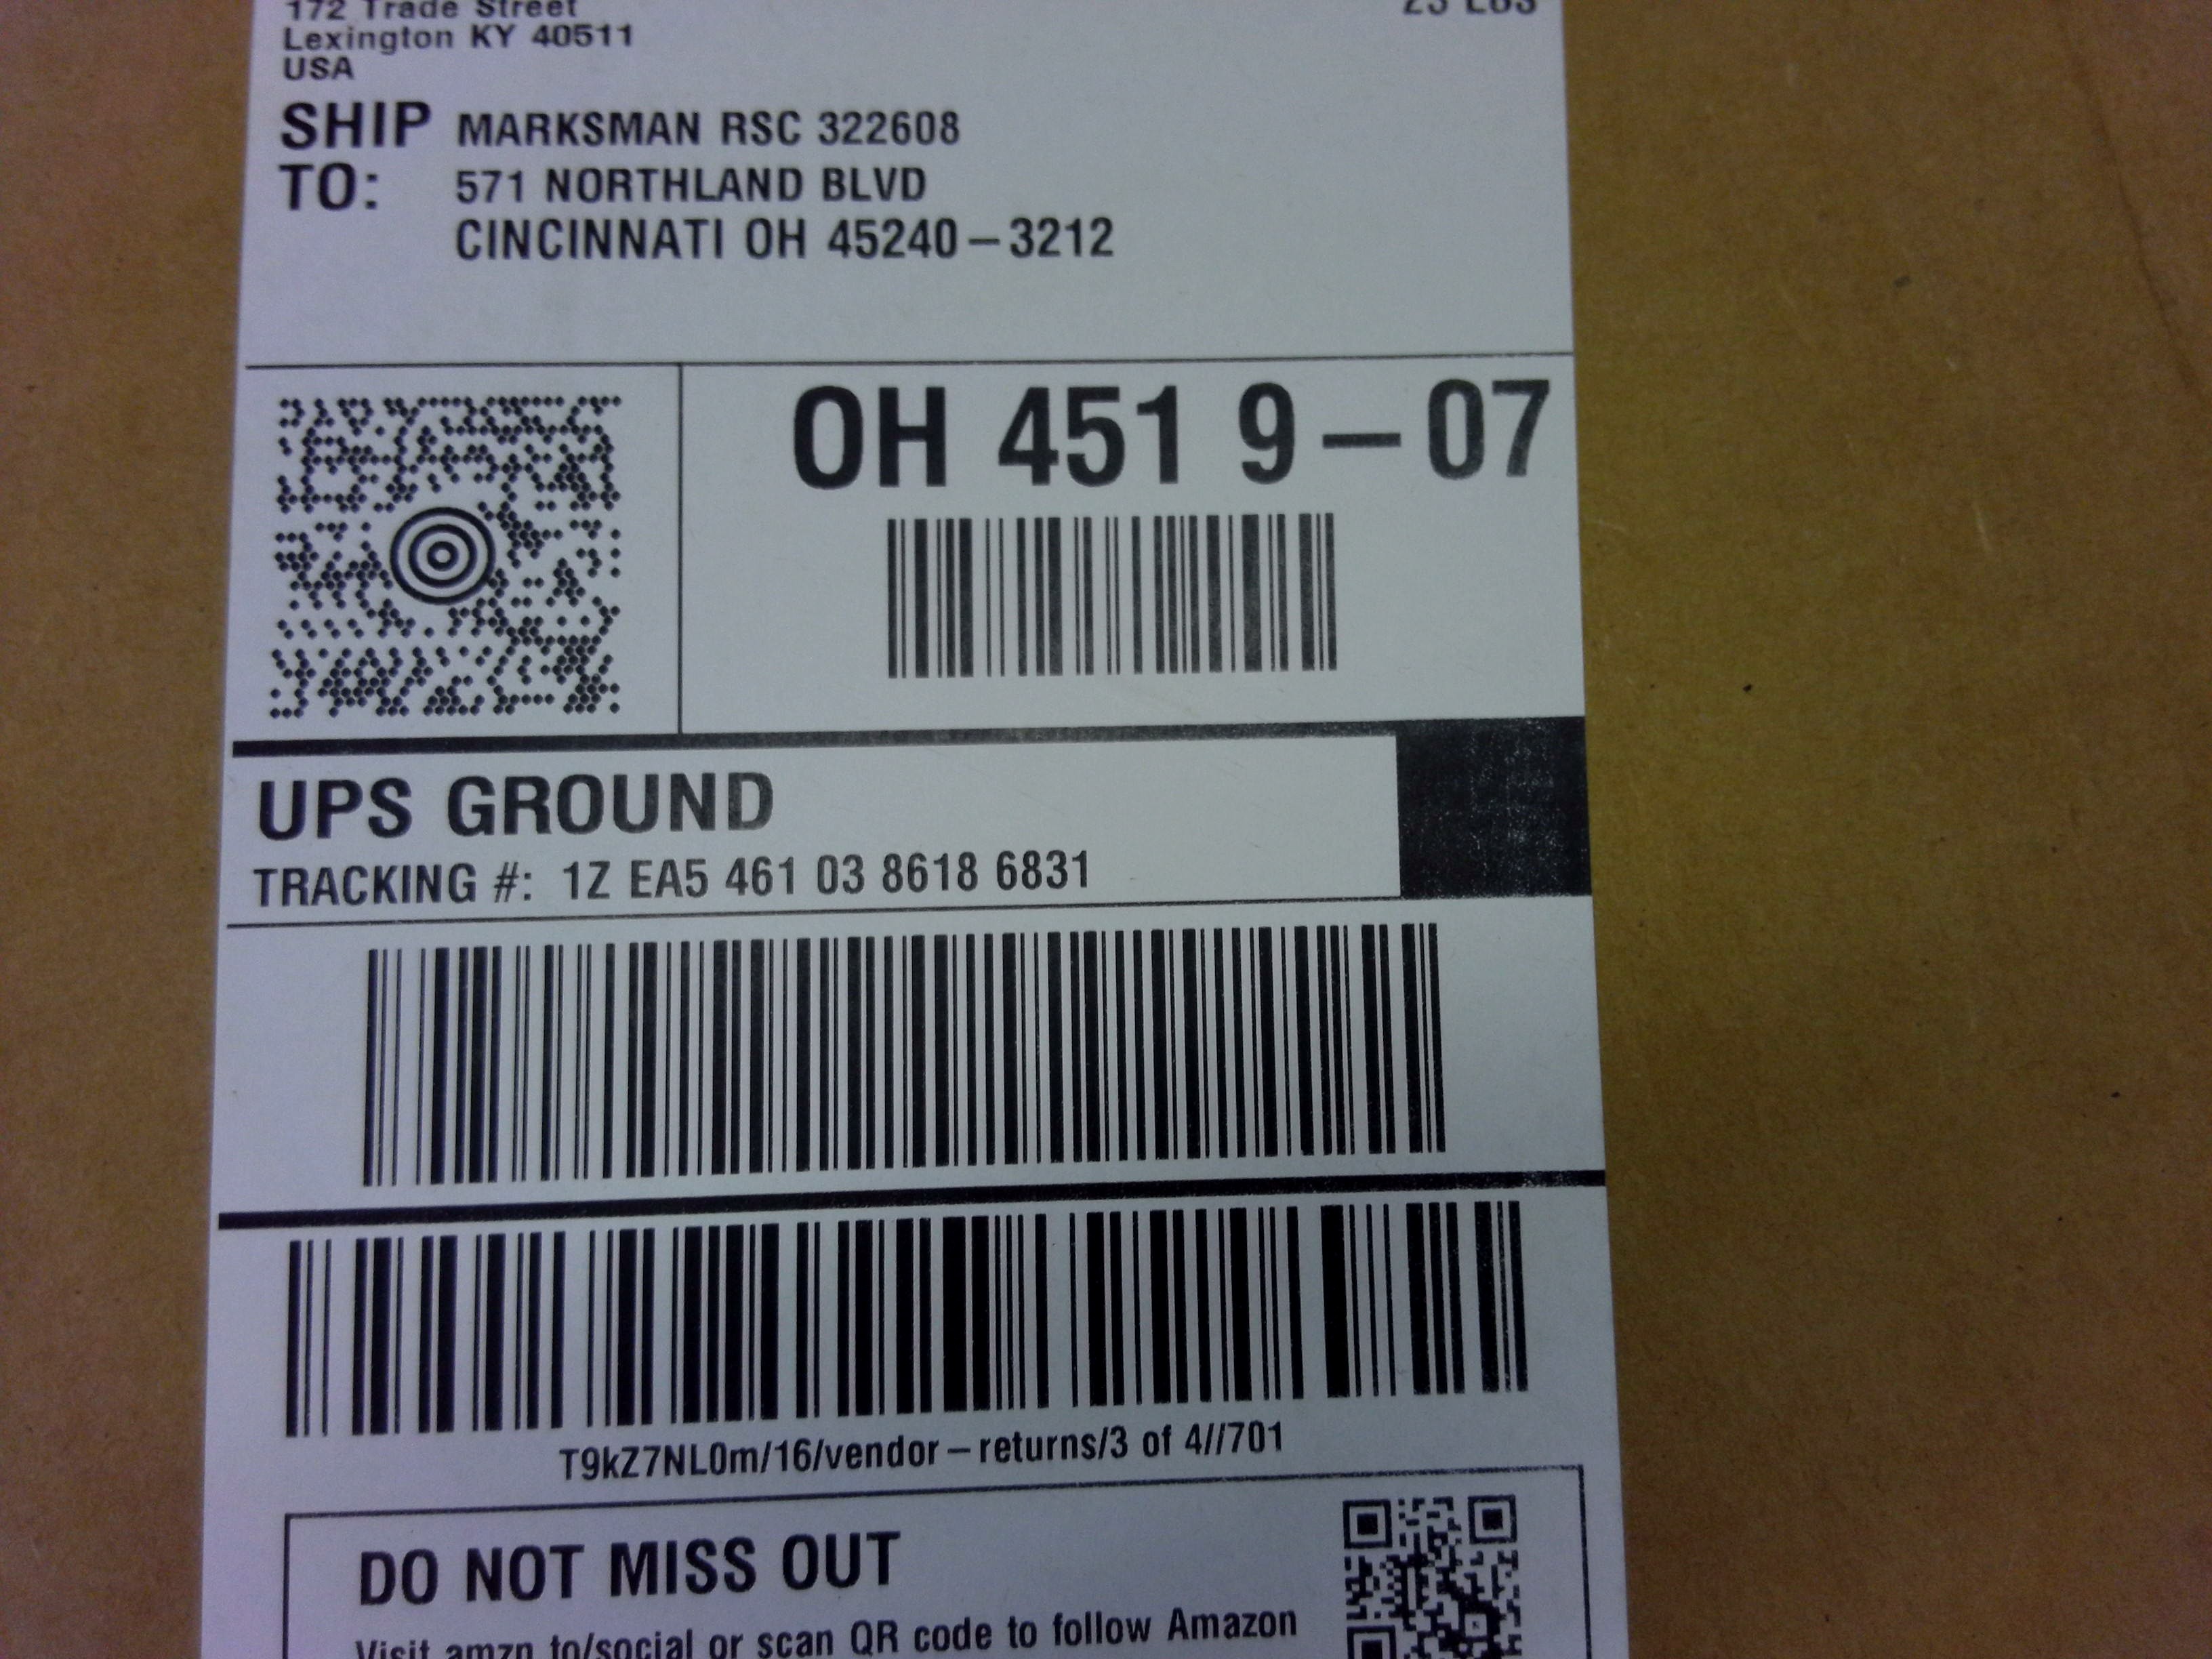 172 Trade Street
Lexington KY 40511
USA
SHIP TO:
MARKSMAN RSC 322608
571 NORTHLAND BLVD
CINCINNATI OH 45240-3212
OH 451 9-07
UPS GROUND
TRACKING #: 1Z EA5 461 03 8618 6831
T9kZ7NL0m/16/vendor-returns/3 of 4//701
DO NOT MISS OUT
Visit amzn.to/social or scan QR code to follow Amazon